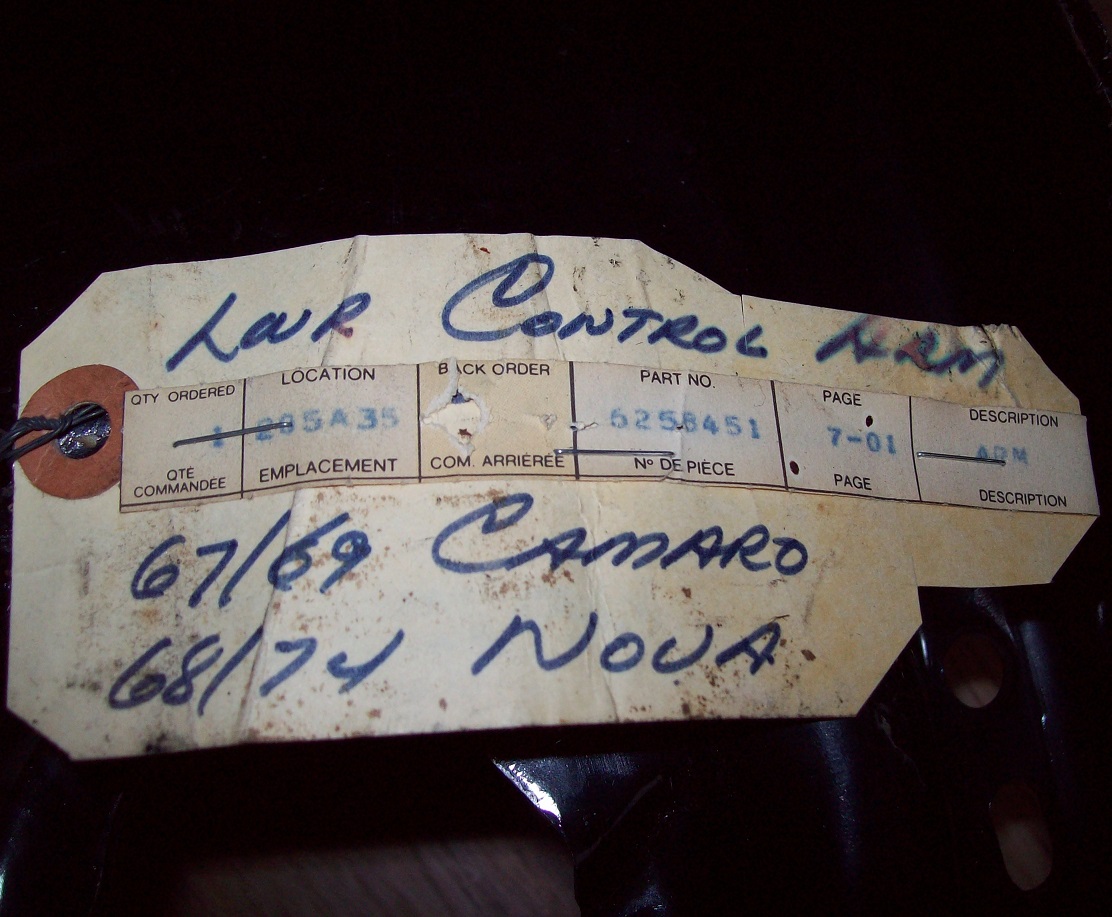 LWR CONTROL ARM
QTY ORDERED LOCATION BACK ORDER PART NO. PAGE DESCRIPTION
1 205A35 6258451 7-01 ARM
QTÉ COMMANDÉE EMPLACEMENT COM. ARRIÉRÉE Nº DE PIÈCE PAGE DESCRIPTION
67/69 CAMARO
68/74 NOVA